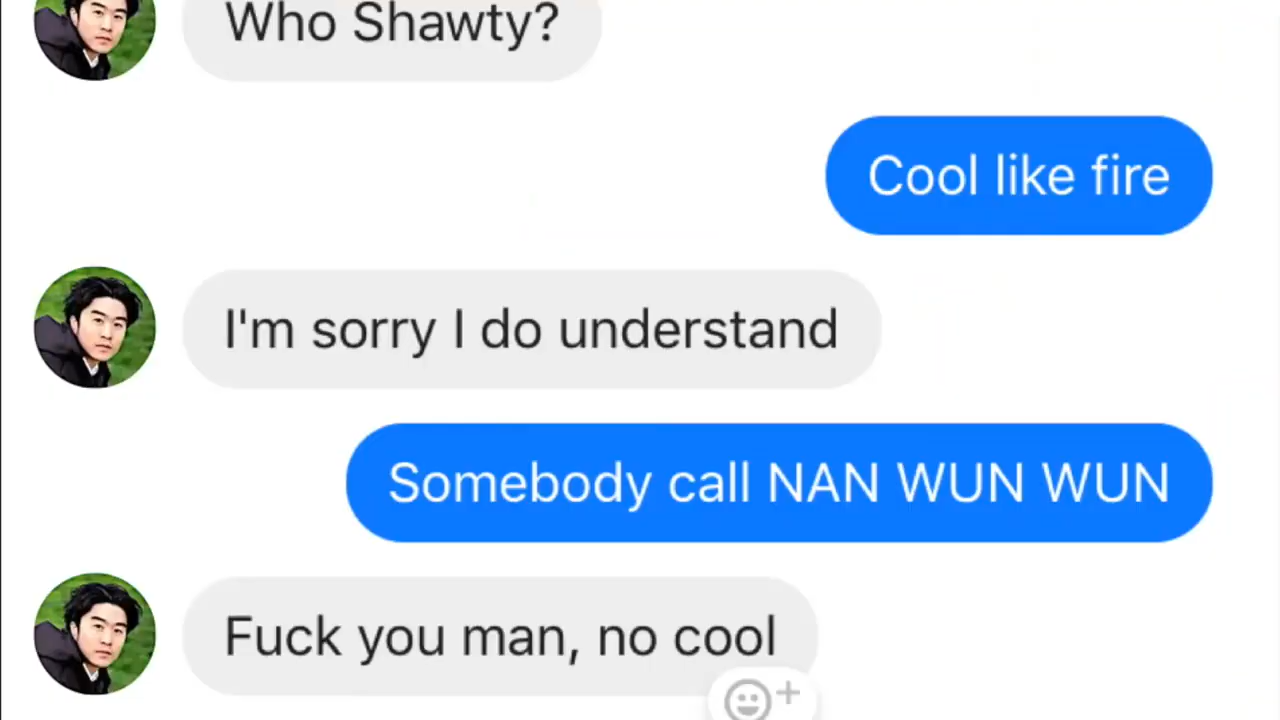 Who Shawty?
Cool like fire
I'm sorry I do understand
Somebody call NAN WUN WUN
Fuck you man, no cool